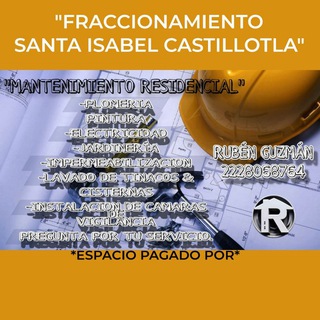 "FRACCIONAMIENTO
SANTA ISABEL CASTILLOTLA"
"MANTENIMIENTO RESIDENCIAL"
-PLOMERIA
PINTURA/
-ELECTRICIDAD
-JARDINERÍA
-IMPERMEABILIZACION
-LAVADO DE TINACOS &
CISTERNAS
-INSTALACION DE CAMARAS
DE
VIGILANCIA
PREGUNTA POR TU SERVICIO.
RUBÉN GUZMÁN
2228068764
R
*ESPACIO PAGADO POR*